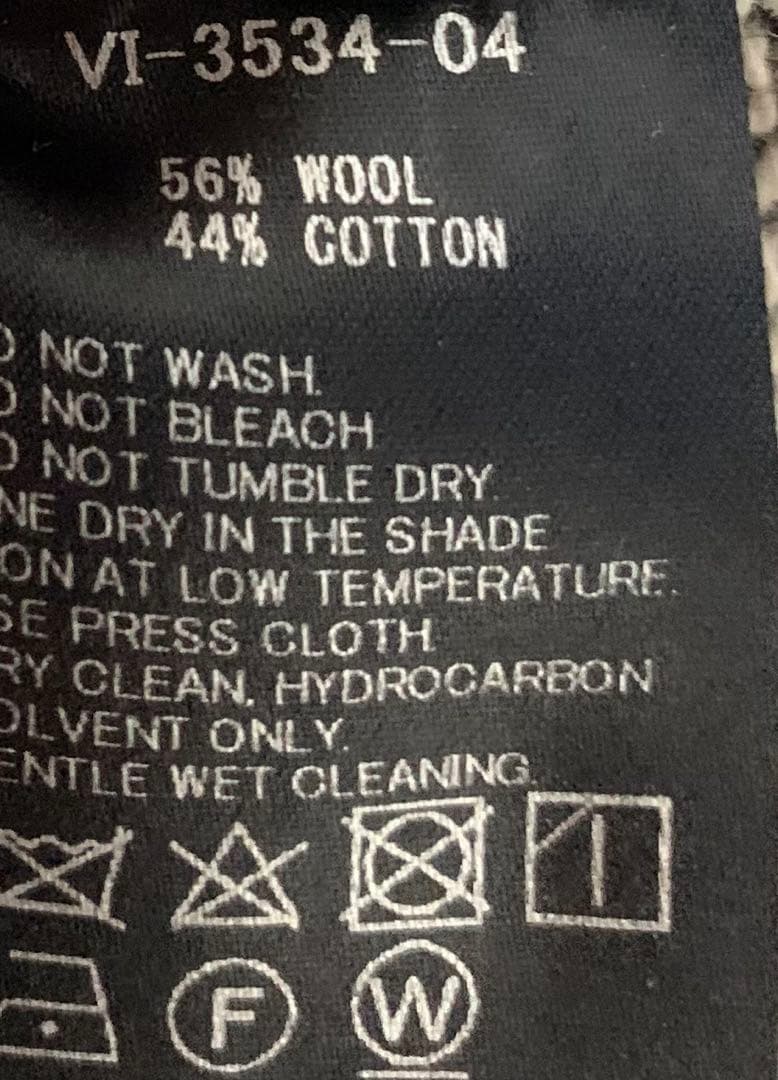 VI-3534-04
56% WOOL
44% COTTON
O NOT WASH.
O NOT BLEACH
O NOT TUMBLE DRY.
NE DRY IN THE SHADE
ON AT LOW TEMPERATURE.
SE PRESS CLOTH.
RY CLEAN, HYDROCARBON
OLVENT ONLY.
ENTLE WET CLEANING.
F W